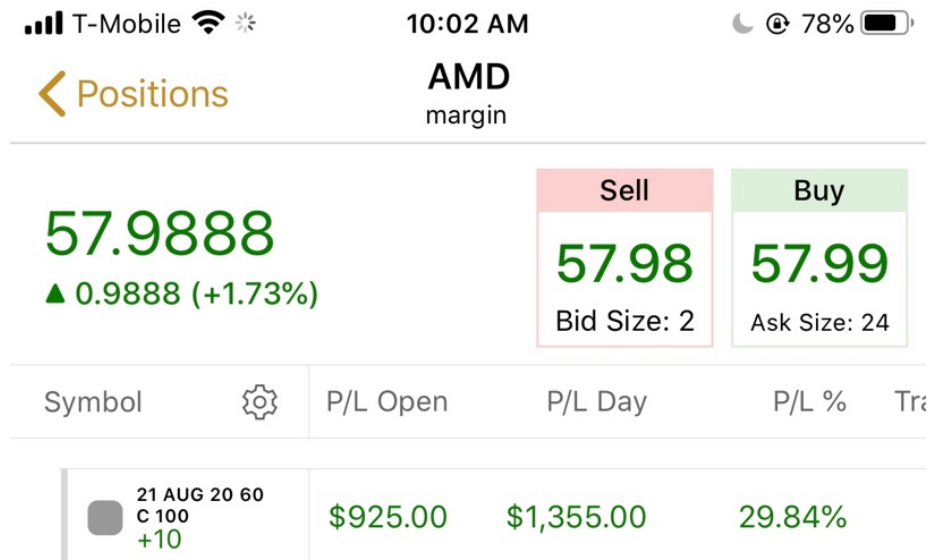 T-Mobile 10:02 AM 78%
Positions AMD
margin
57.9888
▲ 0.9888 (+1.73%)
Sell
57.98
Bid Size: 2
Buy
57.99
Ask Size: 24
Symbol P/L Open P/L Day P/L % Tra
21 AUG 20 60
C 100
+10
$925.00 $1,355.00 29.84%